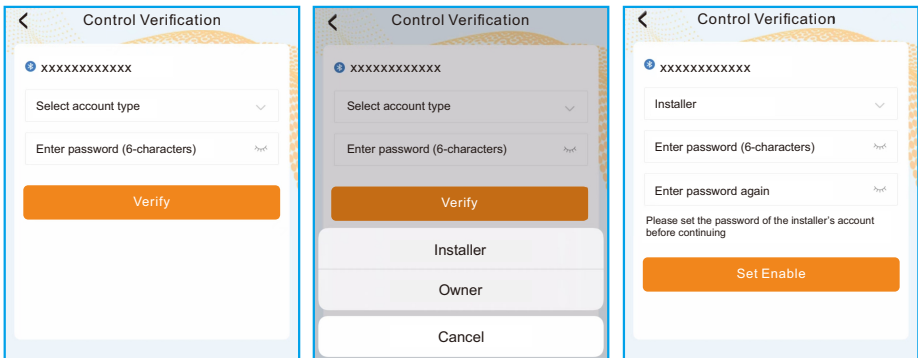 Control Verification
xxxxxxxxxxxx
Select account type
Enter password (6-characters)
Verify
Control Verification
xxxxxxxxxxxx
Select account type
Enter password (6-characters)
Verify
Installer
Owner
Cancel
Control Verification
xxxxxxxxxxxx
Installer
Enter password (6-characters)
Enter password again
Please set the password of the installer's account
before continuing
Set Enable